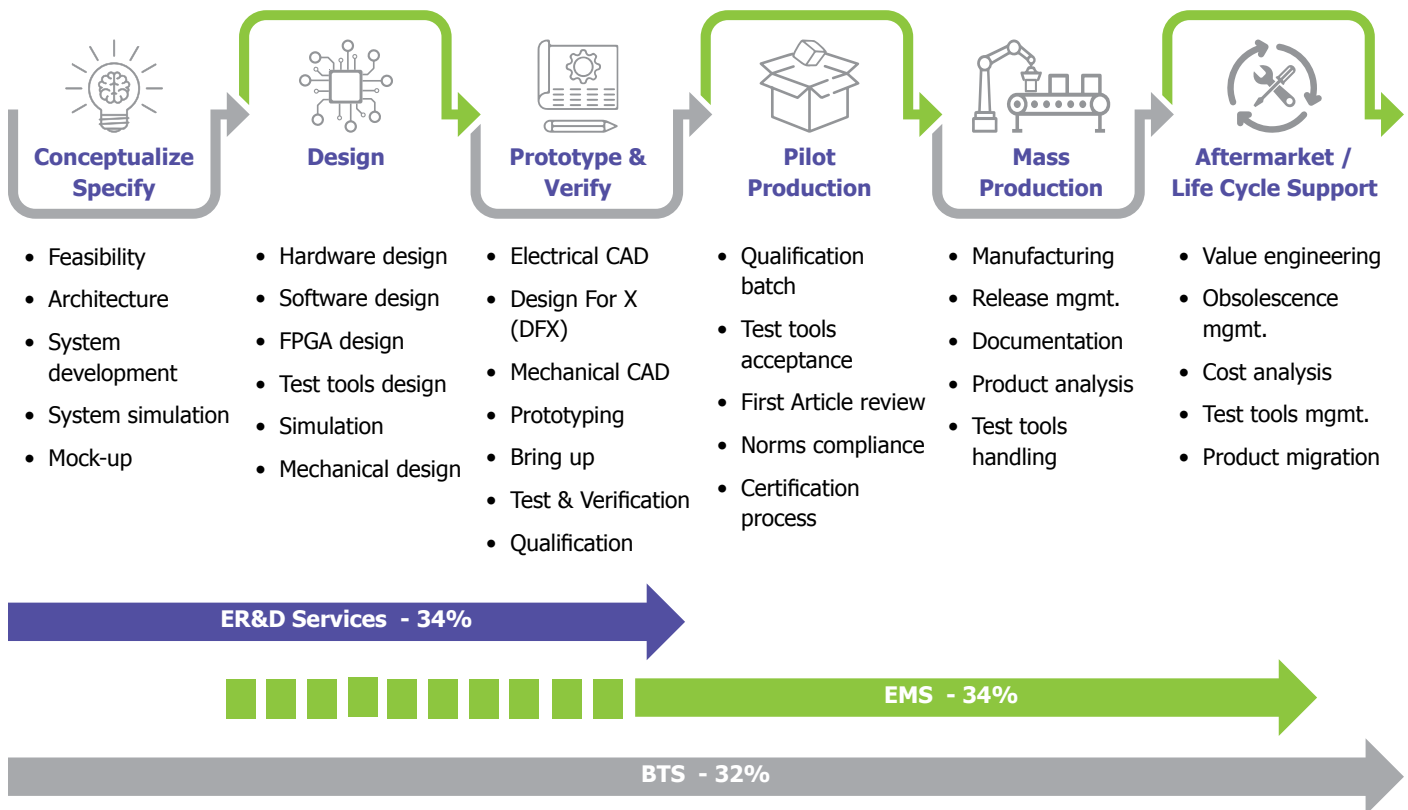 Conceptualize
Specify
• Feasibility
• Architecture
• System
development
• System simulation
• Mock-up
Design
• Hardware design
• Software design
• FPGA design
• Test tools design
• Simulation
• Mechanical design
Prototype &
Verify
• Electrical CAD
• Design For X
(DFX)
• Mechanical CAD
• Prototyping
• Bring up
• Test & Verification
• Qualification
Pilot
Production
• Qualification
batch
• Test tools
acceptance
• First Article review
• Norms compliance
• Certification
process
Mass
Production
• Manufacturing
• Release mgmt.
• Documentation
• Product analysis
• Test tools
handling
Aftermarket /
Life Cycle Support
• Value engineering
• Obsolescence
mgmt.
• Cost analysis
• Test tools mgmt.
• Product migration
ER&D Services - 34%
EMS - 34%
BTS - 32%